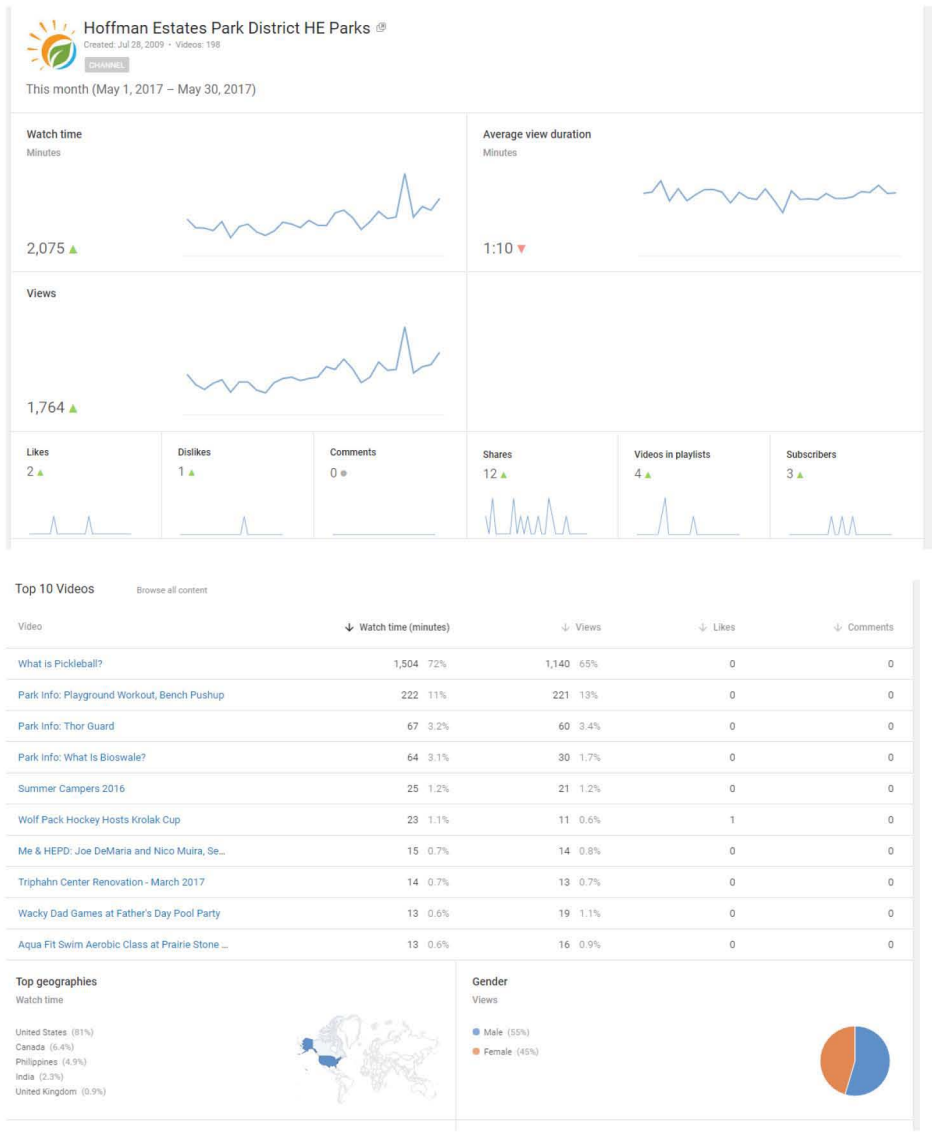 Hoffman Estates Park District HE Parks
Created: Jul 28, 2009 • Videos: 198
CHANNEL
This month (May 1, 2017 – May 30, 2017)
Watch time
Minutes
2,075
Average view duration
Minutes
1:10
Views
1,764
Likes
2
Dislikes
1
Comments
0
Shares
12
Videos in playlists
4
Subscribers
3
Top 10 Videos Browse all content
Video Watch time (minutes) Views Likes Comments
What is Pickleball? 1,504 72% 1,140 65% 0 0
Park Info: Playground Workout, Bench Pushup 222 11% 221 13% 0 0
Park Info: Thor Guard 67 3.2% 60 3.4% 0 0
Park Info: What Is Bioswale? 64 3.1% 30 1.7% 0 0
Summer Campers 2016 25 1.2% 21 1.2% 0 0
Wolf Pack Hockey Hosts Krolak Cup 23 1.1% 11 0.6% 1 0
Me & HEPD: Joe DeMaria and Nico Muira, Se... 15 0.7% 14 0.8% 0 0
Triphahn Center Renovation - March 2017 14 0.7% 13 0.7% 0 0
Wacky Dad Games at Father's Day Pool Party 13 0.6% 19 1.1% 0 0
Aqua Fit Swim Aerobic Class at Prairie Stone ... 13 0.6% 16 0.9% 0 0
Top geographies
Watch time
United States (81%)
Canada (6.4%)
Philippines (4.9%)
India (2.3%)
United Kingdom (0.9%)
Gender
Views
Male (55%)
Female (45%)